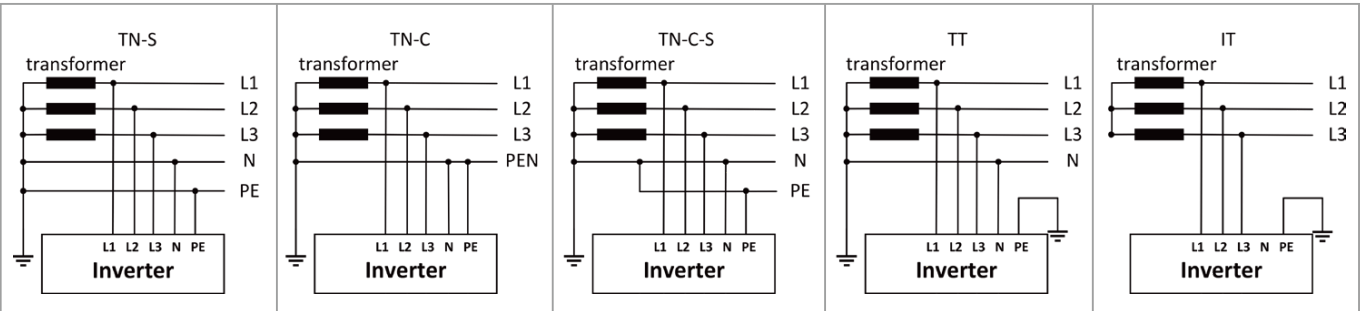 TN-S
transformer
L1
L2
L3
N
PE
L1 L2 L3 N PE
Inverter
TN-C
transformer
L1
L2
L3
PEN
L1 L2 L3 N PE
Inverter
TN-C-S
transformer
L1
L2
L3
N
PE
L1 L2 L3 N PE
Inverter
TT
transformer
L1
L2
L3
N
L1 L2 L3 N PE
Inverter
IT
transformer
L1
L2
L3
L1 L2 L3 N PE
Inverter